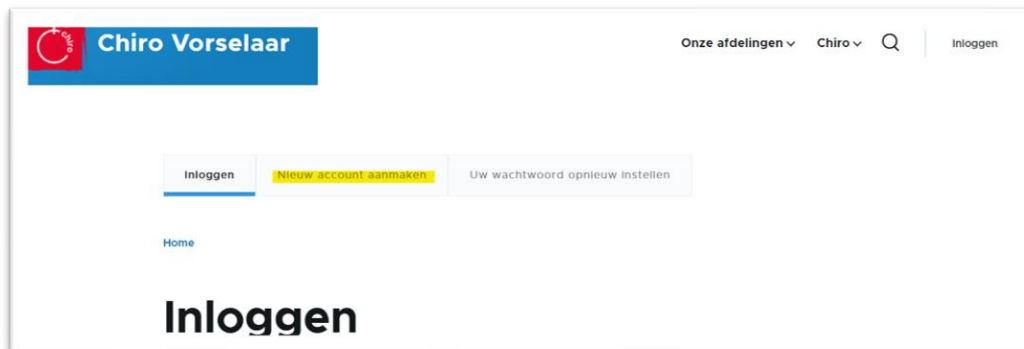 chiro
Chiro Vorselaar
Onze afdelingen
Chiro
Inloggen
Inloggen
Nieuw account aanmaken
Uw wachtwoord opnieuw instellen
Home
Inloggen